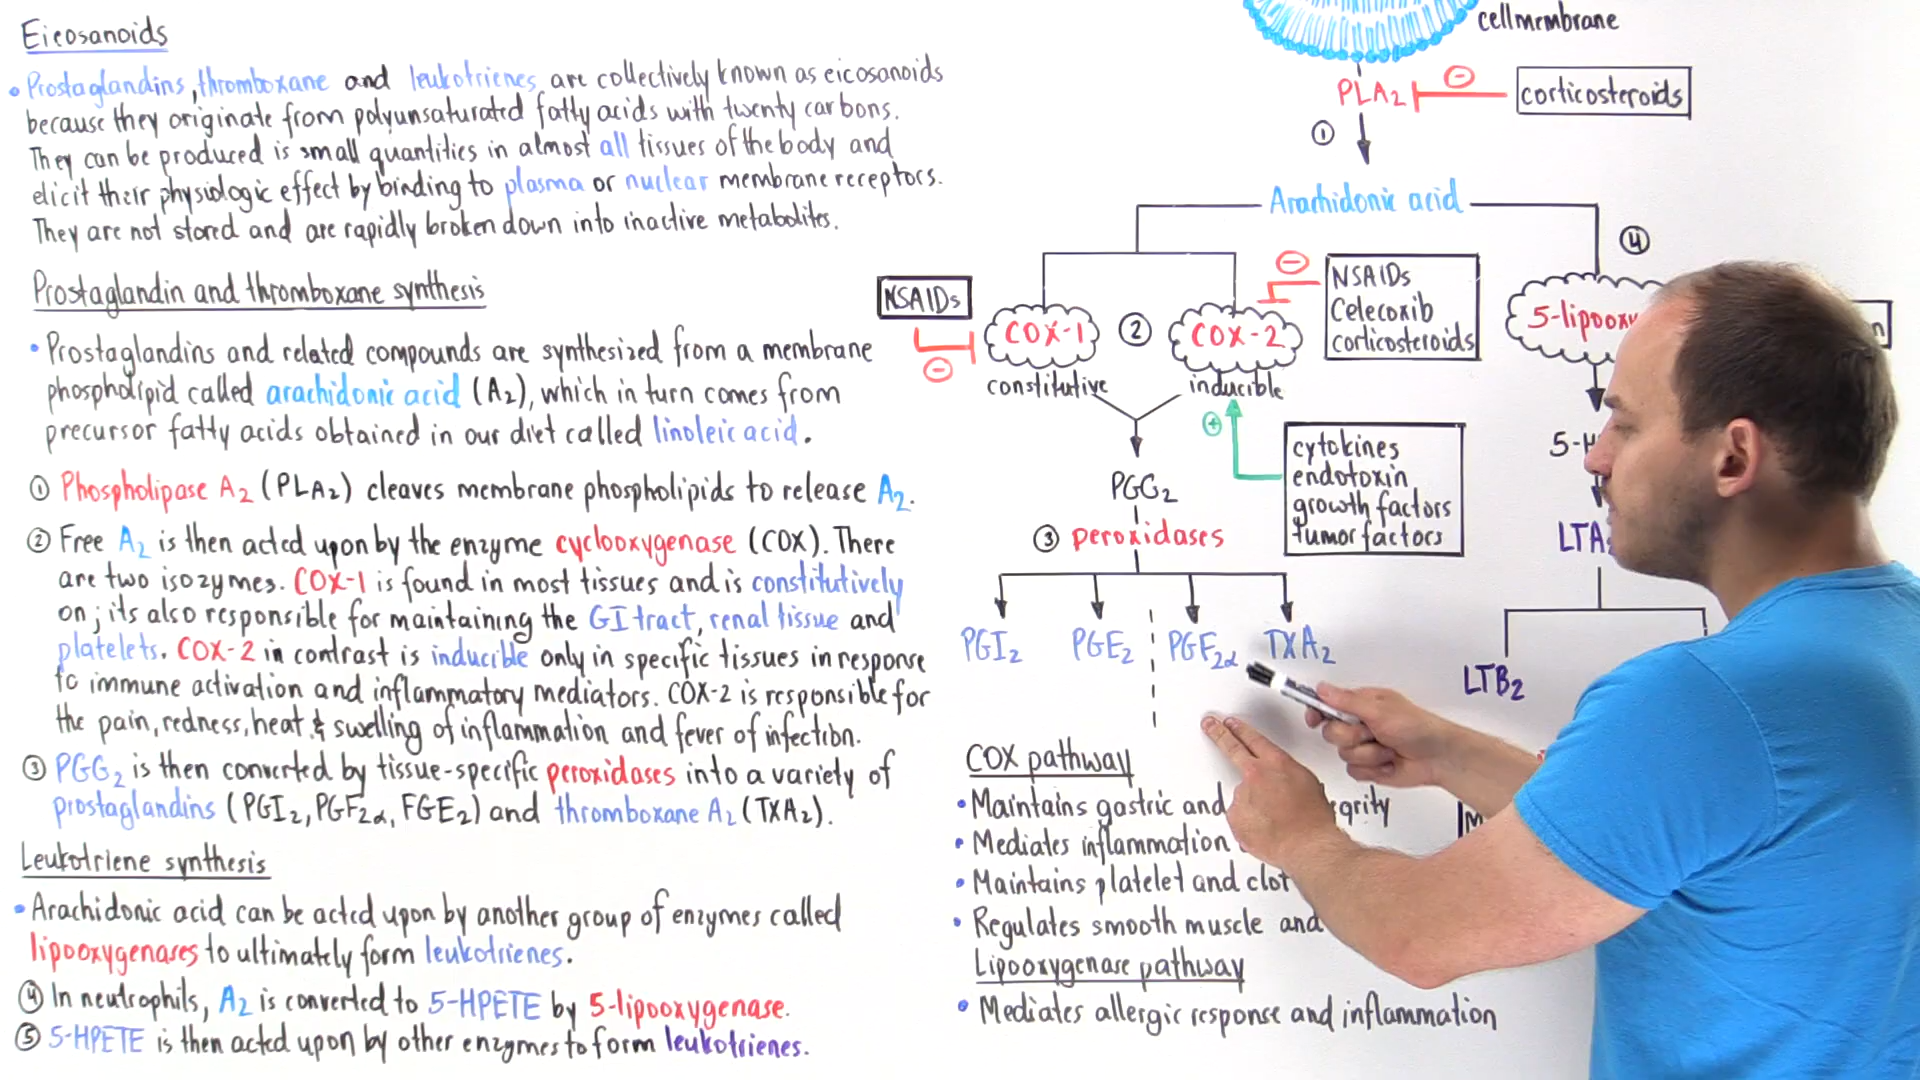 Eicosanoids
• Prostaglandins, thromboxane and leukotrienes are collectively known as eicosanoids
because they originate from polyunsaturated fatty acids with twenty carbons.
They can be produced is small quantities in almost all tissues of the body and
elicit their physiologic effect by binding to plasma or nuclear membrane receptors.
They are not stored and are rapidly broken down into inactive metabolites.
Prostaglandin and thromboxane synthesis
• Prostaglandins and related compounds are synthesized from a membrane
phospholipid called arachidonic acid (A2), which in turn comes from
precursor fatty acids obtained in our diet called linoleic acid.
① Phospholipase A2 (PLA2) cleaves membrane phospholipids to release A2.
② Free A2 is then acted upon by the enzyme cyclooxygenase (COX). There
are two isozymes. COX-1 is found in most tissues and is constitutively
on; its also responsible for maintaining the GI tract, renal tissue and
platelets. COX-2 in contrast is inducible only in specific tissues in response
to immune activation and inflammatory mediators. COX-2 is responsible for
the pain, redness, heat & swelling of inflammation and fever of infection.
③ PGG2 is then converted by tissue-specific peroxidases into a variety of
prostaglandins (PGI2, PGF2α, FGE2) and thromboxane A2 (TXA2).
Leukotriene synthesis
• Arachidonic acid can be acted upon by another group of enzymes called
lipooxygenases to ultimately form leukotrienes.
④ In neutrophils, A2 is converted to 5-HPETE by 5-lipooxygenase.
⑤ 5-HPETE is then acted upon by other enzymes to form leukotrienes.
cell membrane
PLA2 ⊖ corticosteroids
①
Arachidonic acid
④
NSAIDs
⊖
COX-1
constitutive
②
COX-2
inducible
⊖
NSAIDs
Celecoxib
corticosteroids
5-lipooxy
⊕
cytokines
endotoxin
growth factors
tumor factors
PGG2
③ peroxidases
PGI2 PGE2 PGF2α TXA2
5-H
LTA
LTB2
COX pathway
• Maintains gastric and grity
• Mediates inflammation
• Maintains platelet and clot
• Regulates smooth muscle and
Lipooxygenase pathway
• Mediates allergic response and inflammation